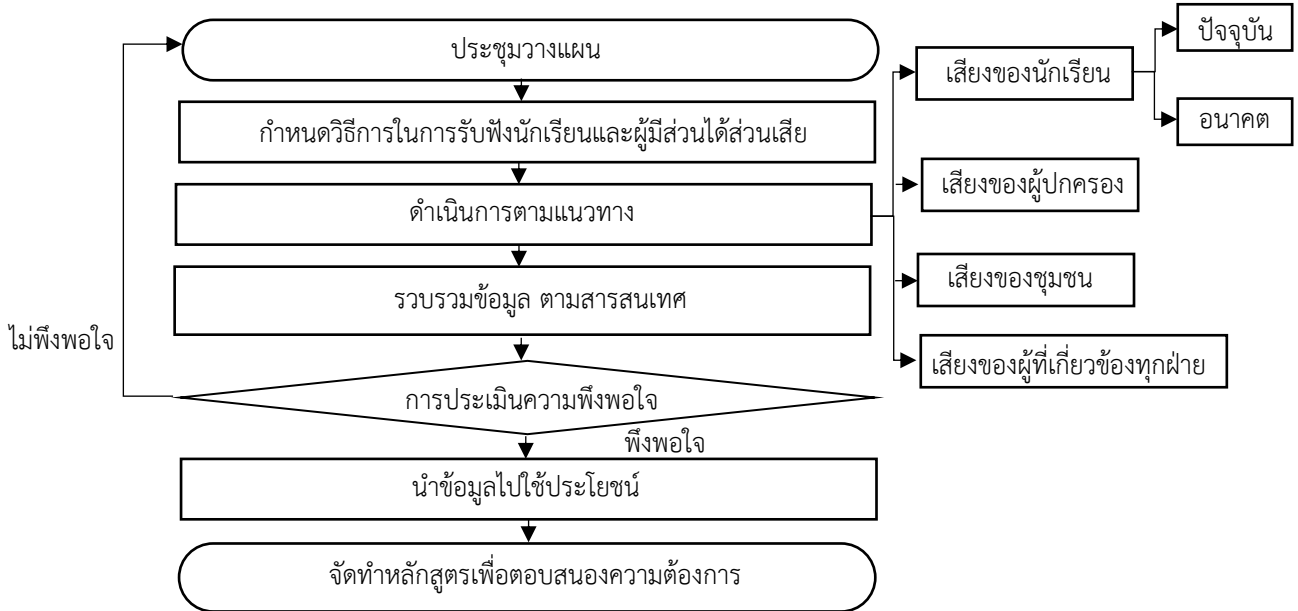 ประชุมวางแผน
กำหนดวิธีการในการรับฟังนักเรียนและผู้มีส่วนได้ส่วนเสีย
ดำเนินการตามแนวทาง
รวบรวมข้อมูล ตามสารสนเทศ
ไม่พึงพอใจ
การประเมินความพึงพอใจ
พึงพอใจ
นำข้อมูลไปใช้ประโยชน์
จัดทำหลักสูตรเพื่อตอบสนองความต้องการ
เสียงของนักเรียน
ปัจจุบัน
อนาคต
เสียงของผู้ปกครอง
เสียงของชุมชน
เสียงของผู้ที่เกี่ยวข้องทุกฝ่าย